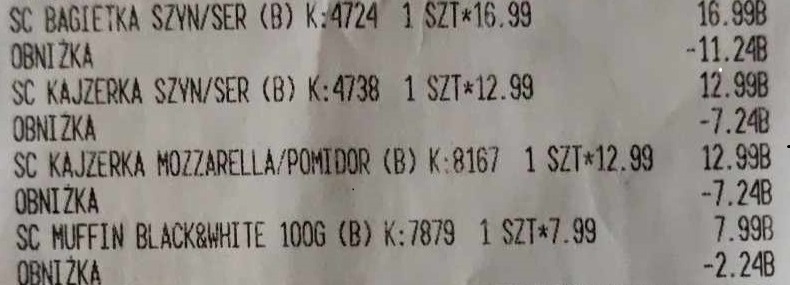 SC BAGIETKA SZYN/SER (B) K:4724 1 SZT*16.99 16.99B
OBNIŻKA -11.24B
SC KAJZERKA SZYN/SER (B) K:4738 1 SZT*12.99 12.99B
OBNIŻKA -7.24B
SC KAJZERKA MOZZARELLA/POMIDOR (B) K:8167 1 SZT*12.99 12.99B
OBNIŻKA -7.24B
SC MUFFIN BLACK&WHITE 100G (B) K:7879 1 SZT*7.99 7.99B
OBNIŻKA -2.24B